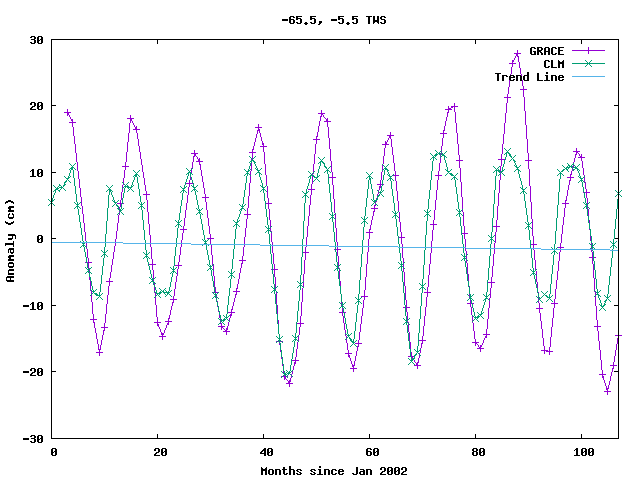 -65.5, -5.5 TWS
GRACE
CLM
Trend Line
30
20
10
0
-10
-20
-30
Anomaly (cm)
0 20 40 60 80 100
Months since Jan 2002